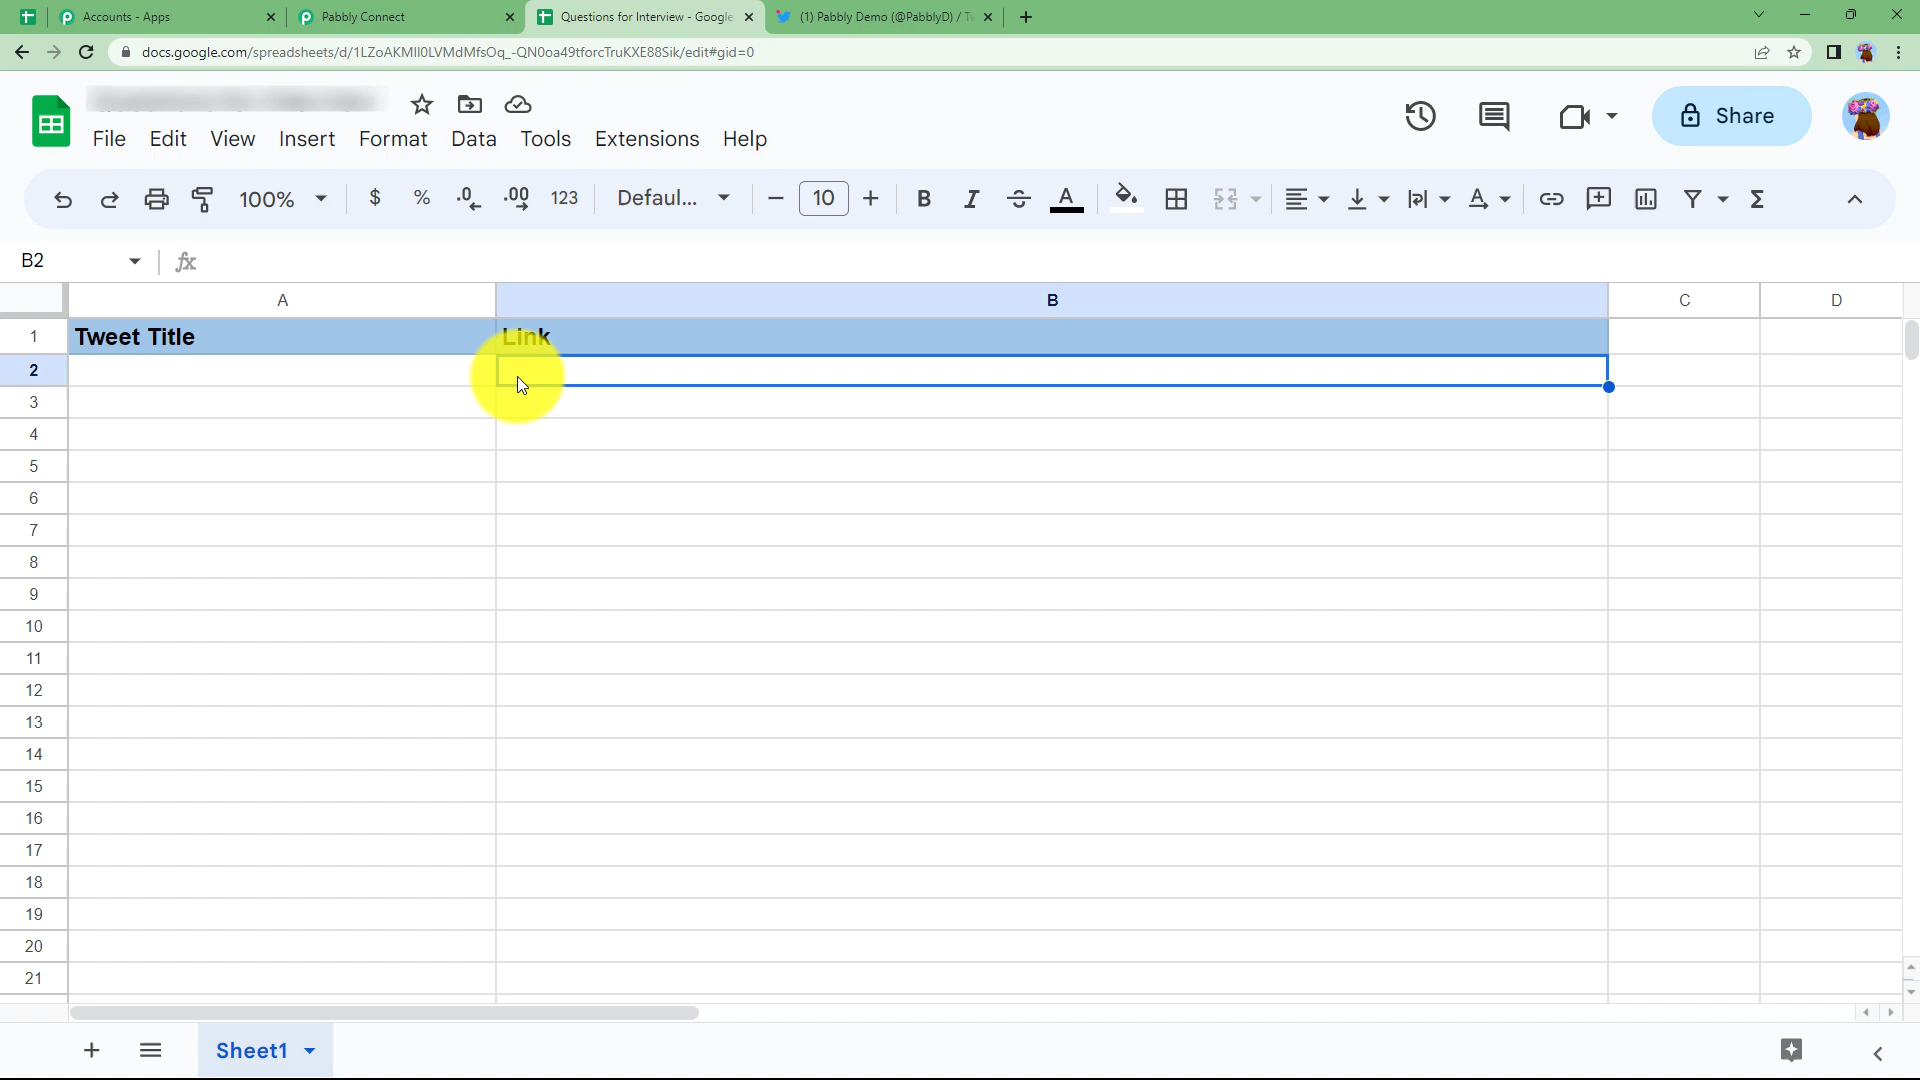 Accounts - Apps
Pabbly Connect
Questions for Interview - Google
(1) Pabbly Demo (@PabblyD) / Tw
docs.google.com/spreadsheets/d/1LZoAKMII0LVMdMfsOq_-QN0oa49tforcTruKXE88Sik/edit#gid=0
File Edit View Insert Format Data Tools Extensions Help
Share
100% $ % .0 .00 123 Defaul... 10 B I S A
B2 fx
A B C D
1 Tweet Title Link
2
3
4
5
6
7
8
9
10
11
12
13
14
15
16
17
18
19
20
21
Sheet1